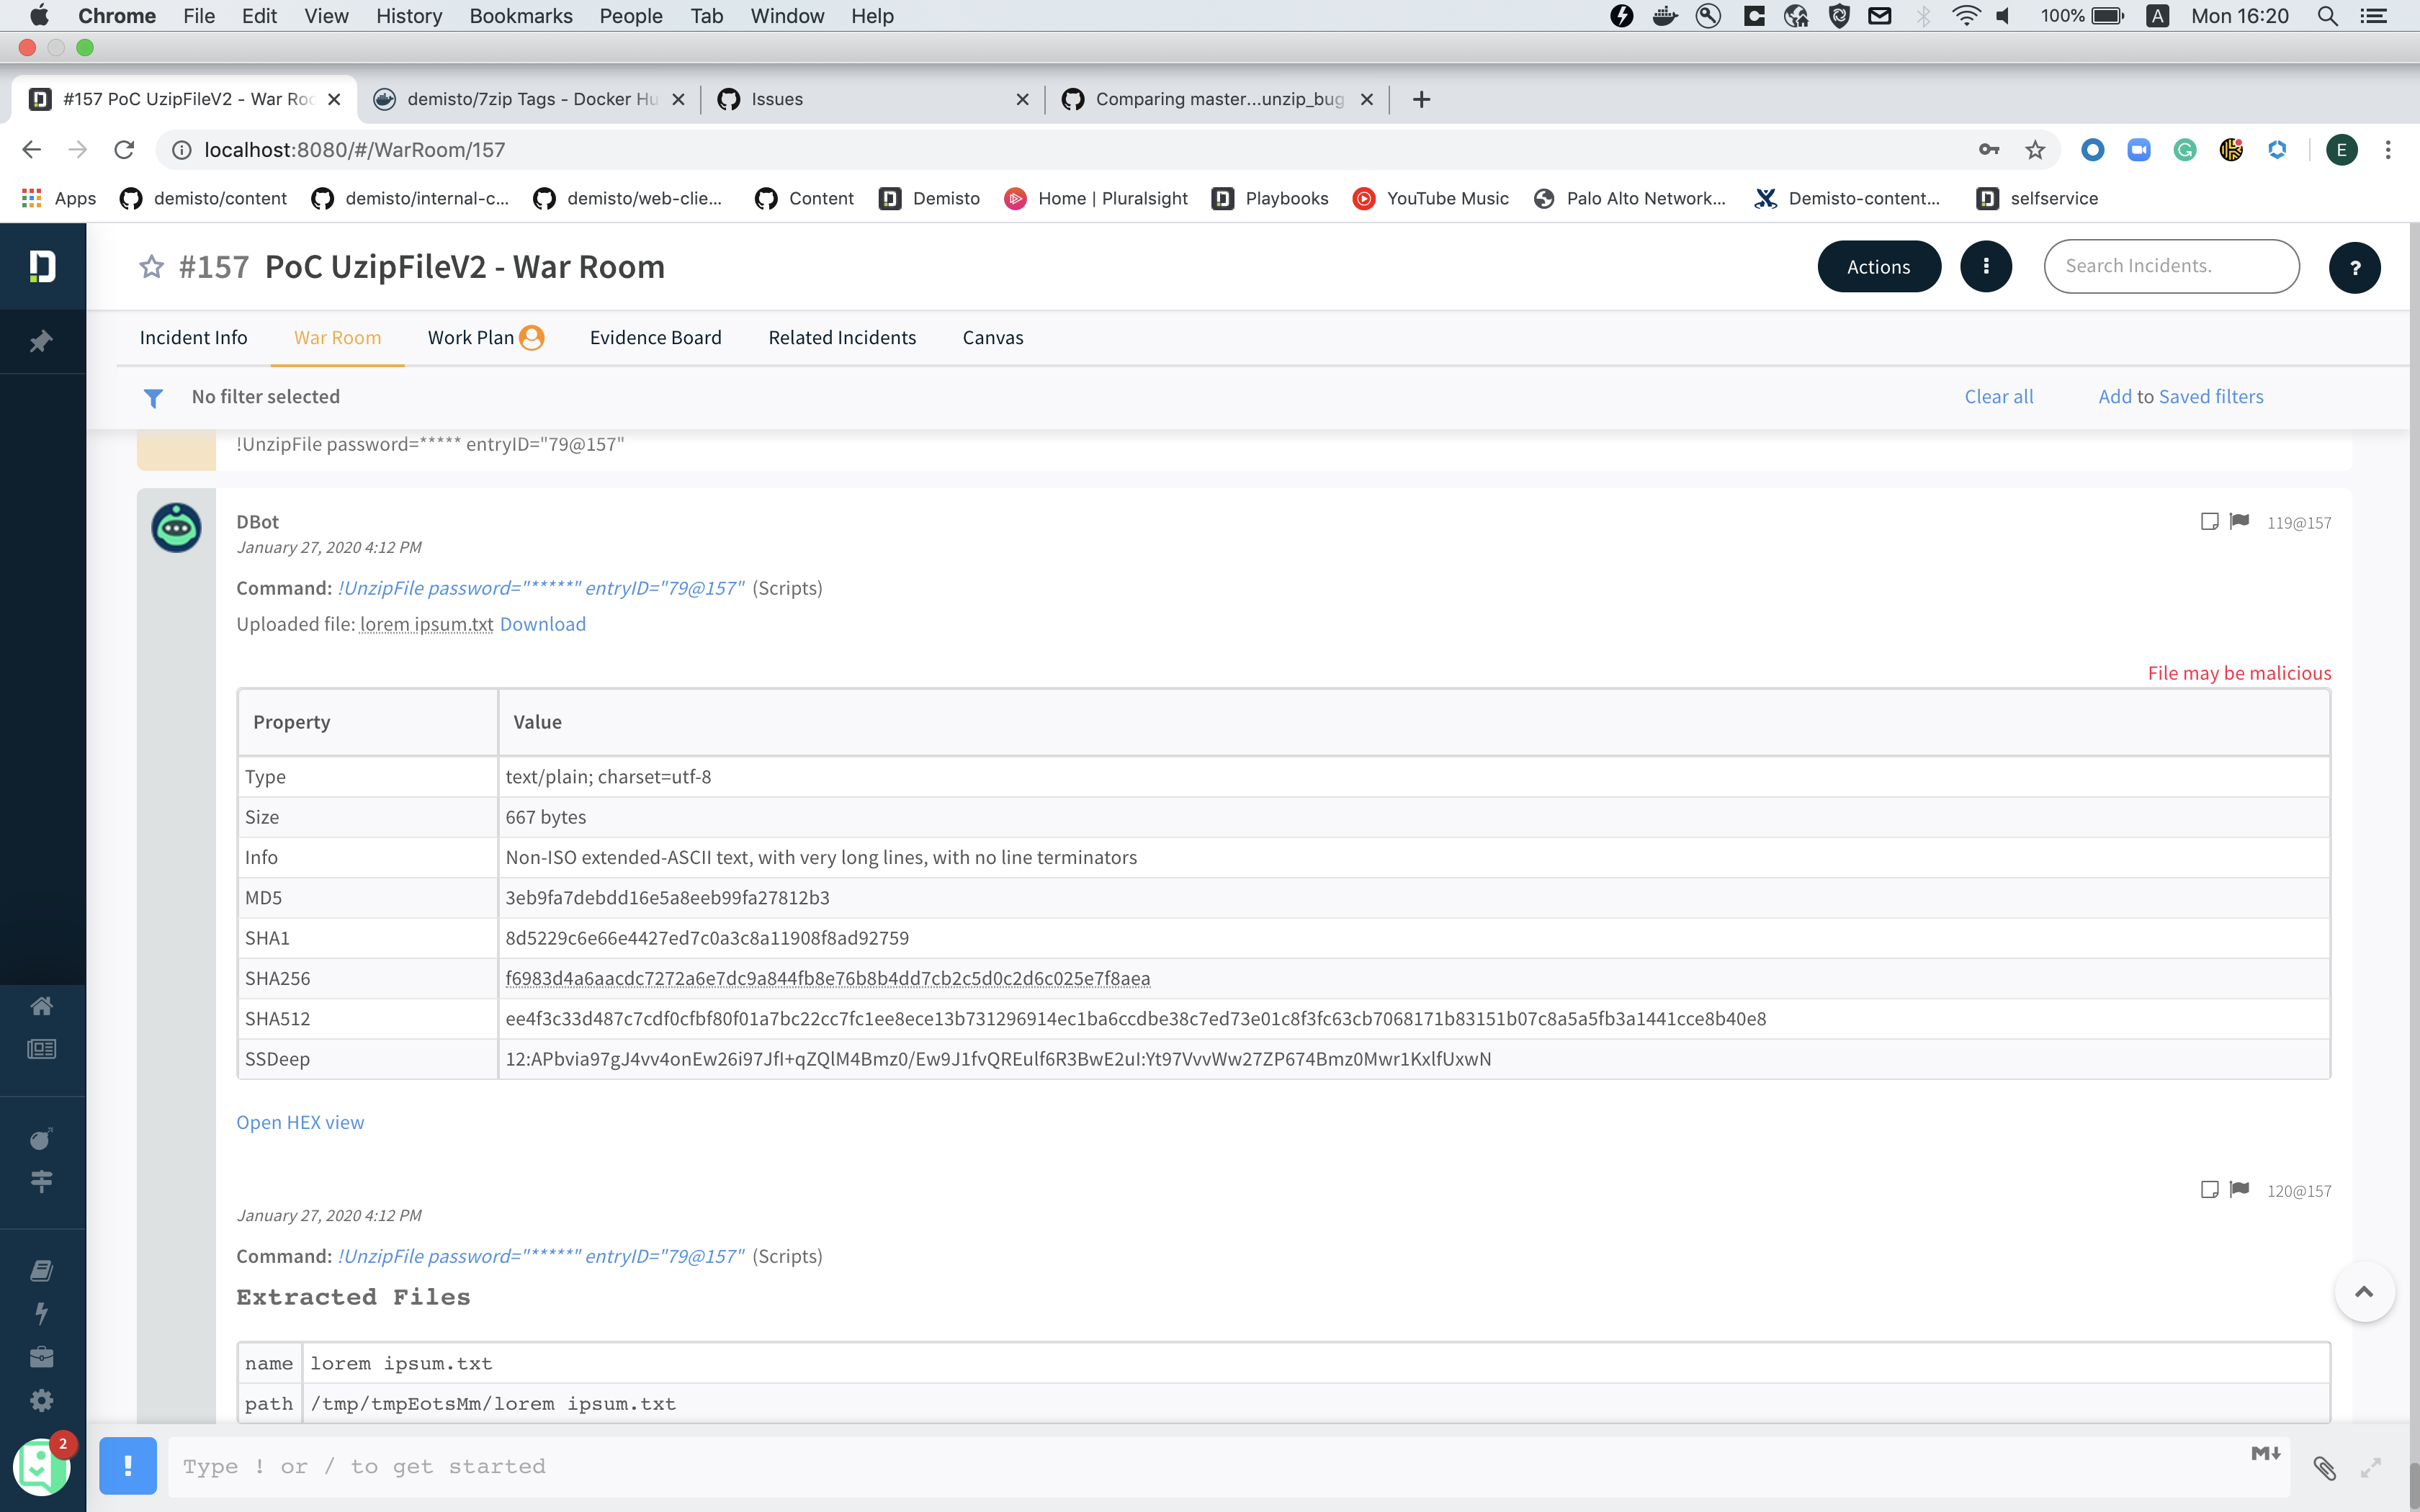 Chrome File Edit View History Bookmarks People Tab Window Help 100% A Mon 16:20
#157 PoC UzipFileV2 - War Roo demisto/7zip Tags - Docker Hu Issues Comparing master...unzip_bug
localhost:8080/#/WarRoom/157 E
Apps demisto/content demisto/internal-c... demisto/web-clie... Content Demisto Home | Pluralsight Playbooks YouTube Music Palo Alto Network... Demisto-content... selfservice
#157 PoC UzipFileV2 - War Room Actions Search Incidents. ?
Incident Info War Room Work Plan Evidence Board Related Incidents Canvas
No filter selected Clear all Add to Saved filters
!UnzipFile password=***** entryID="79@157"
DBot 119@157
January 27, 2020 4:12 PM
Command: !UnzipFile password="*****" entryID="79@157" (Scripts)
Uploaded file: lorem ipsum.txt Download
File may be malicious
Property Value
Type text/plain; charset=utf-8
Size 667 bytes
Info Non-ISO extended-ASCII text, with very long lines, with no line terminators
MD5 3eb9fa7debdd16e5a8eeb99fa27812b3
SHA1 8d5229c6e66e4427ed7c0a3c8a11908f8ad92759
SHA256 f6983d4a6aacdc7272a6e7dc9a844fb8e76b8b4dd7cb2c5d0c2d6c025e7f8aea
SHA512 ee4f3c33d487c7cdf0cfbf80f01a7bc22cc7fc1ee8ece13b731296914ec1ba6ccdbe38c7ed73e01c8f3fc63cb7068171b83151b07c8a5a5fb3a1441cce8b40e8
SSDeep 12:APbvia97gJ4vv4onEw26i97JfI+qZQlM4Bmz0/Ew9J1fvQREulf6R3BwE2uI:Yt97VvvWw27ZP674Bmz0Mwr1KxlfUxwN
Open HEX view
120@157
January 27, 2020 4:12 PM
Command: !UnzipFile password="*****" entryID="79@157" (Scripts)
Extracted Files
name lorem ipsum.txt
path /tmp/tmpEotsMm/lorem ipsum.txt
2 ! Type ! or / to get started M